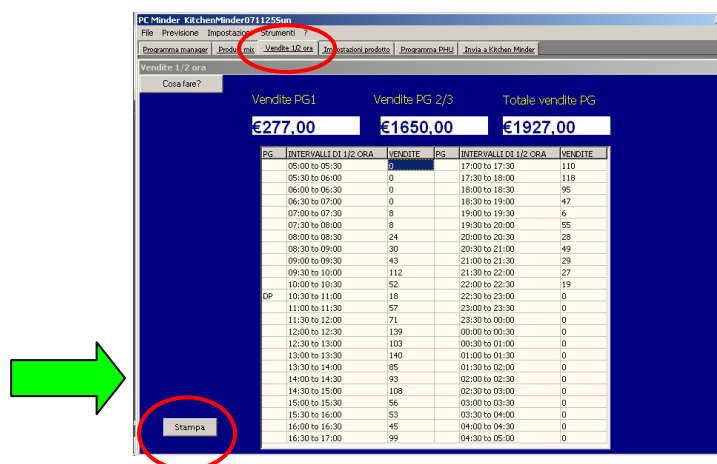 PC Minder KitchenMinder071125Sun
File Previsione Impostazioni Strumenti ?
Programma manager Vendite 1/2 ora Impostazioni prodotto Programma PHU Invia a Kitchen Minder
Vendite 1/2 ora
Cosa fare?
Vendite PG1 Vendite PG 2/3 Totale vendite PG
€277,00 €1650,00 €1927,00
PG INTERVALLI DI 1/2 ORA VENDITE PG INTERVALLI DI 1/2 ORA VENDITE
05:00 to 05:30 0 17:00 to 17:30 110
05:30 to 06:00 0 17:30 to 18:00 118
06:00 to 06:30 0 18:00 to 18:30 95
06:30 to 07:00 0 18:30 to 19:00 47
07:00 to 07:30 8 19:00 to 19:30 6
07:30 to 08:00 8 19:30 to 20:00 55
08:00 to 08:30 24 20:00 to 20:30 28
08:30 to 09:00 30 20:30 to 21:00 49
09:00 to 09:30 43 21:00 to 21:30 29
09:30 to 10:00 112 21:30 to 22:00 27
10:00 to 10:30 52 22:00 to 22:30 19
DP 10:30 to 11:00 18 22:30 to 23:00 0
11:00 to 11:30 57 23:00 to 23:30 0
11:30 to 12:00 71 23:30 to 00:00 0
12:00 to 12:30 139 00:00 to 00:30 0
12:30 to 13:00 103 00:30 to 01:00 0
13:00 to 13:30 140 01:00 to 01:30 0
13:30 to 14:00 85 01:30 to 02:00 0
14:00 to 14:30 93 02:00 to 02:30 0
14:30 to 15:00 108 02:30 to 03:00 0
15:00 to 15:30 56 03:00 to 03:30 0
15:30 to 16:00 53 03:30 to 04:00 0
16:00 to 16:30 45 04:00 to 04:30 0
16:30 to 17:00 99 04:30 to 05:00 0
Stampa